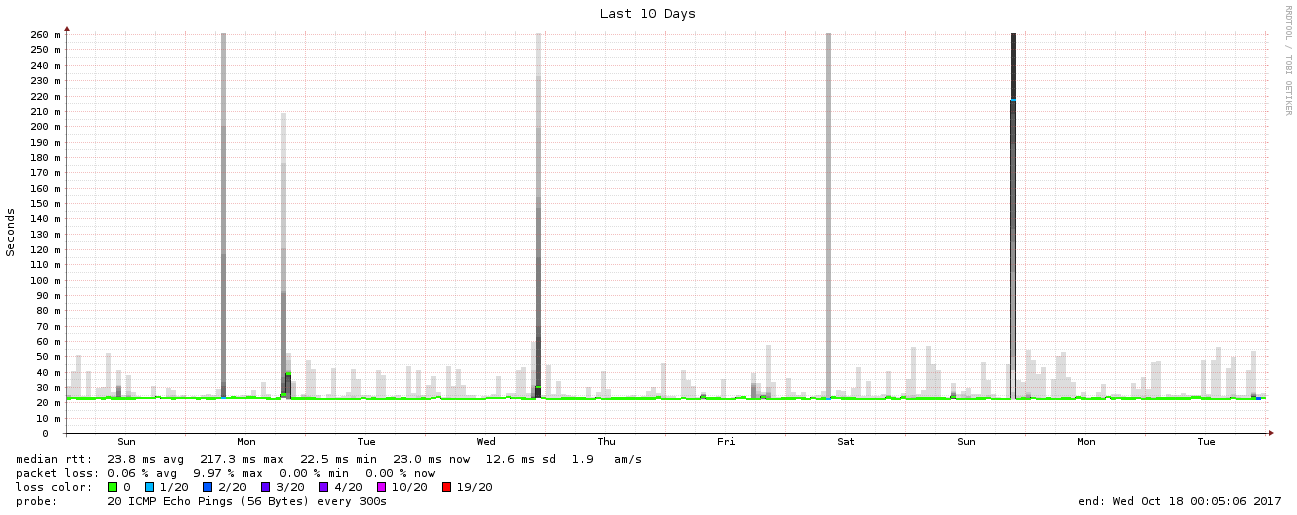 Last 10 Days
RRDTOOL / TOBI OETIKER
Seconds
260 m
250 m
240 m
230 m
220 m
210 m
200 m
190 m
180 m
170 m
160 m
150 m
140 m
130 m
120 m
110 m
100 m
90 m
80 m
70 m
60 m
50 m
40 m
30 m
20 m
10 m
0
Sun Mon Tue Wed Thu Fri Sat Sun Mon Tue
median rtt: 23.8 ms avg 217.3 ms max 22.5 ms min 23.0 ms now 12.6 ms sd 1.9 am/s
packet loss: 0.06 % avg 9.97 % max 0.00 % min 0.00 % now
loss color: 0 1/20 2/20 3/20 4/20 10/20 19/20
probe: 20 ICMP Echo Pings (56 Bytes) every 300s end: Wed Oct 18 00:05:06 2017